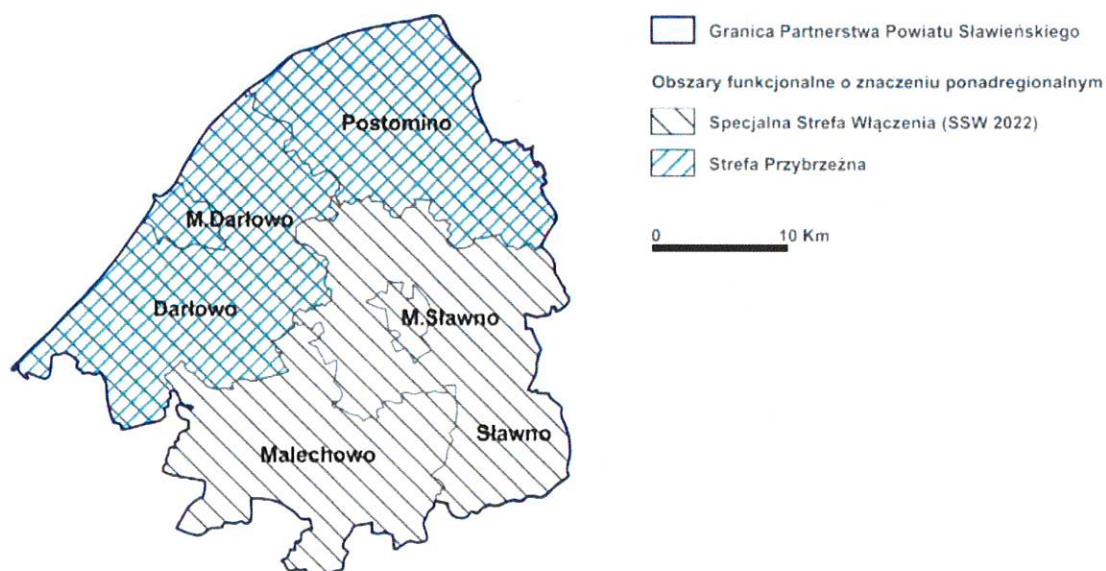 Postomino
M.Darłowo
Darłowo
M.Sławno
Sławno
Malechowo
Granica Partnerstwa Powiatu Sławieńskiego
Obszary funkcjonalne o znaczeniu ponadregionalnym
Specjalna Strefa Włączenia (SSW 2022)
Strefa Przybrzeżna
0 10 Km